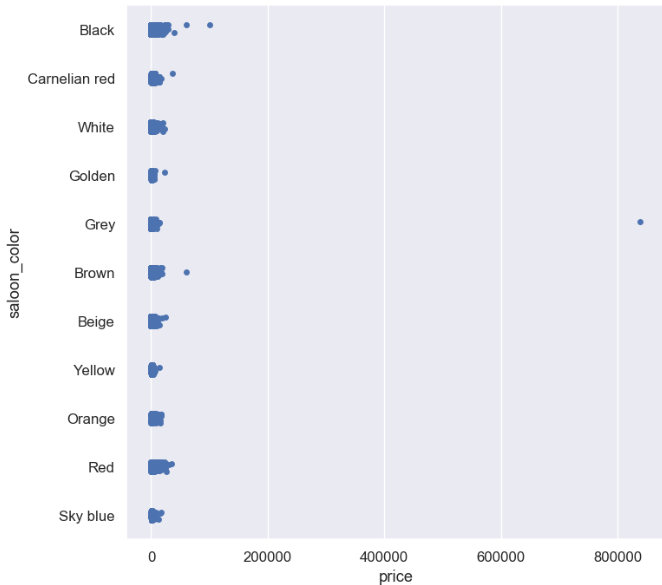 Black
Carnelian red
White
Golden
Grey
Brown
Beige
Yellow
Orange
Red
Sky blue
saloon_color
0 200000 400000 600000 800000
price